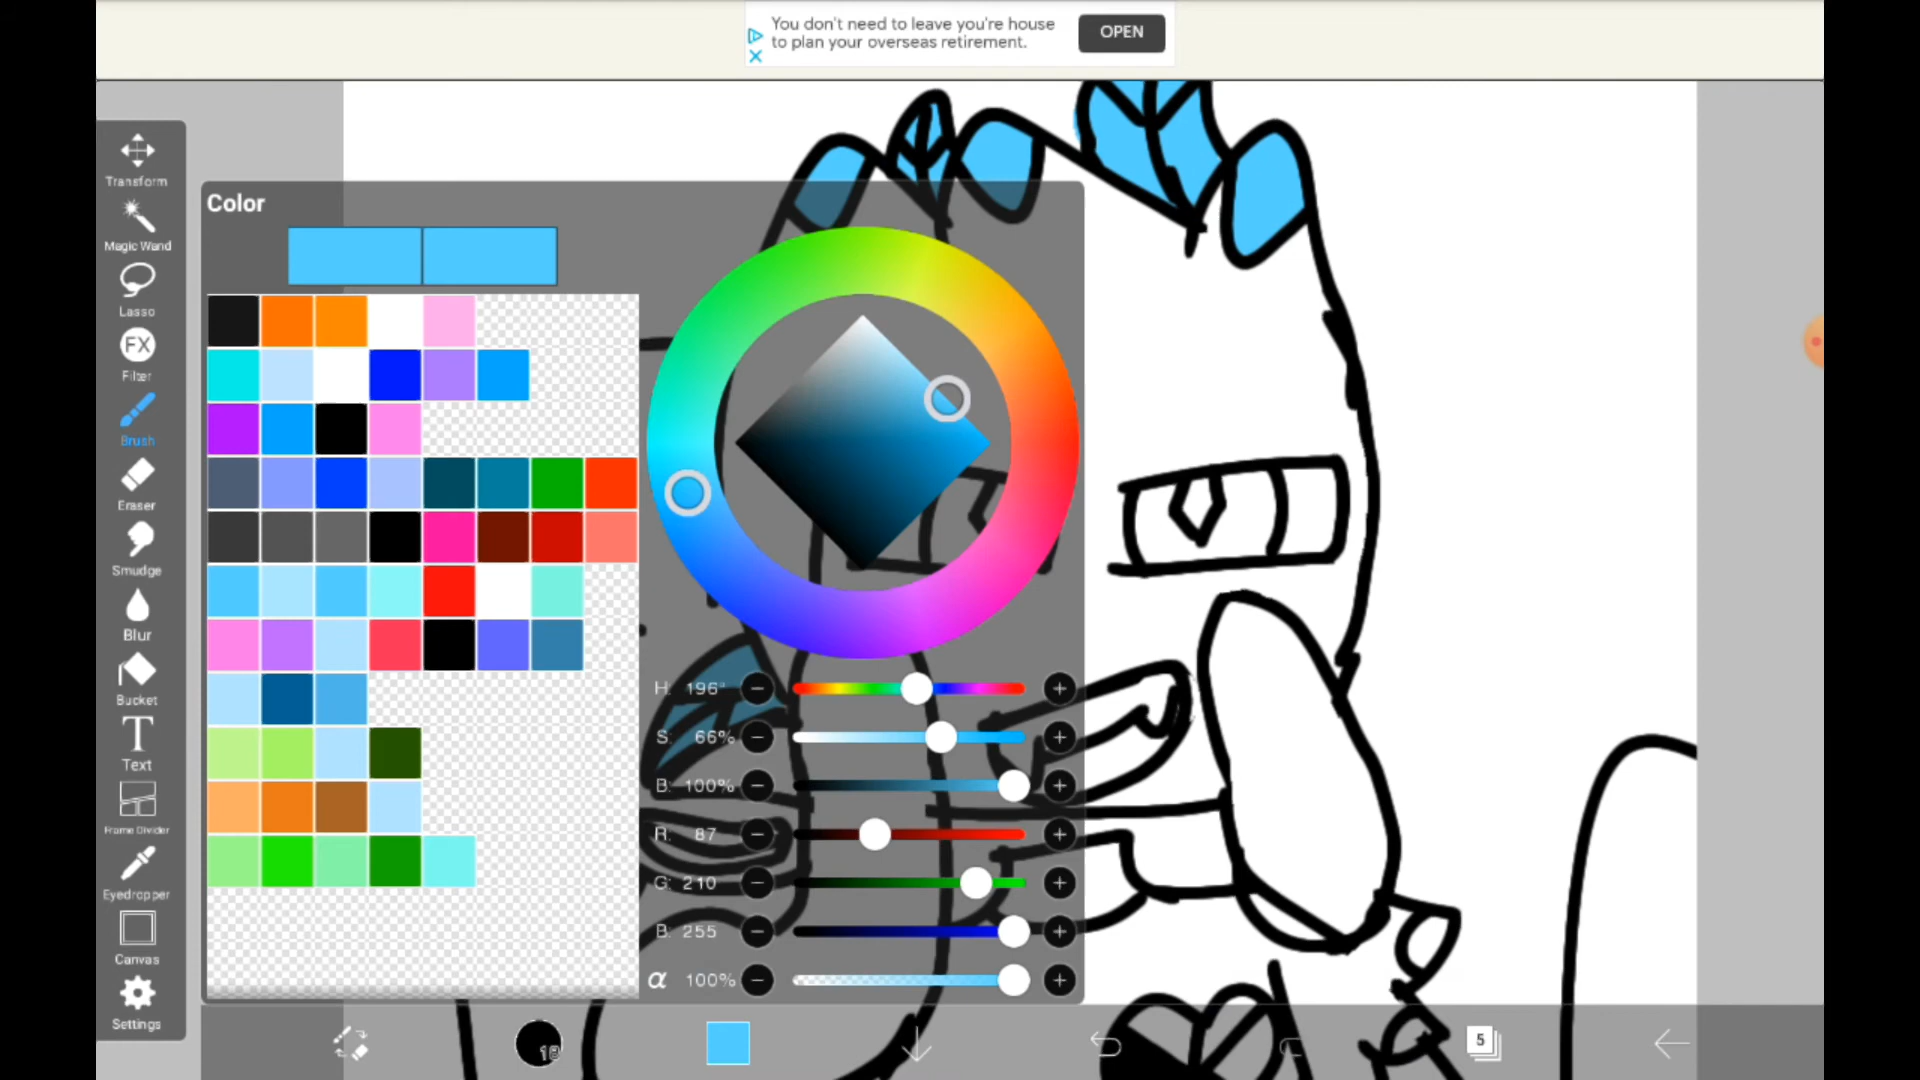 You don't need to leave you're house
to plan your overseas retirement.
OPEN
Color
Transform
Magic Wand
Lasso
FX
Filter
Brush
Eraser
Smudge
Blur
Bucket
T
Text
Frame Divider
Eyedropper
Canvas
Settings
H: 196°
S: 66%
B: 100%
R: 87
G: 210
B: 255
α 100%
18
5